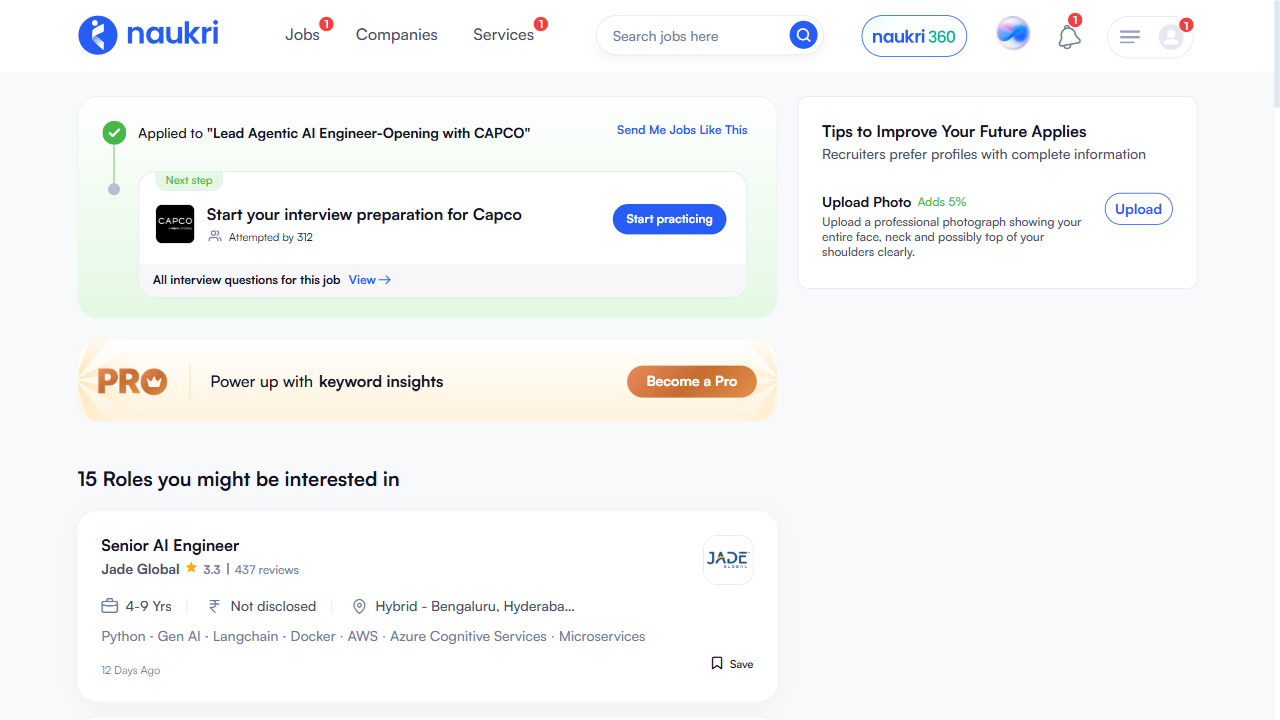 naukri
Jobs 1
Companies
Services 1
Search jobs here
naukri 360
1
1
Applied to "Lead Agentic AI Engineer-Opening with CAPCO"
Send Me Jobs Like This
Next step
CAPCO
Start your interview preparation for Capco
Attempted by 312
Start practicing
All interview questions for this job View
Tips to Improve Your Future Applies
Recruiters prefer profiles with complete information
Upload Photo Adds 5%
Upload a professional photograph showing your
entire face, neck and possibly top of your
shoulders clearly.
Upload
PRO
Power up with keyword insights
Become a Pro
15 Roles you might be interested in
Senior AI Engineer
Jade Global 3.3 | 437 reviews
JADE
GLOBAL
4-9 Yrs
₹ Not disclosed
Hybrid - Bengaluru, Hyderaba...
Python · Gen AI · Langchain · Docker · AWS · Azure Cognitive Services · Microservices
12 Days Ago
Save